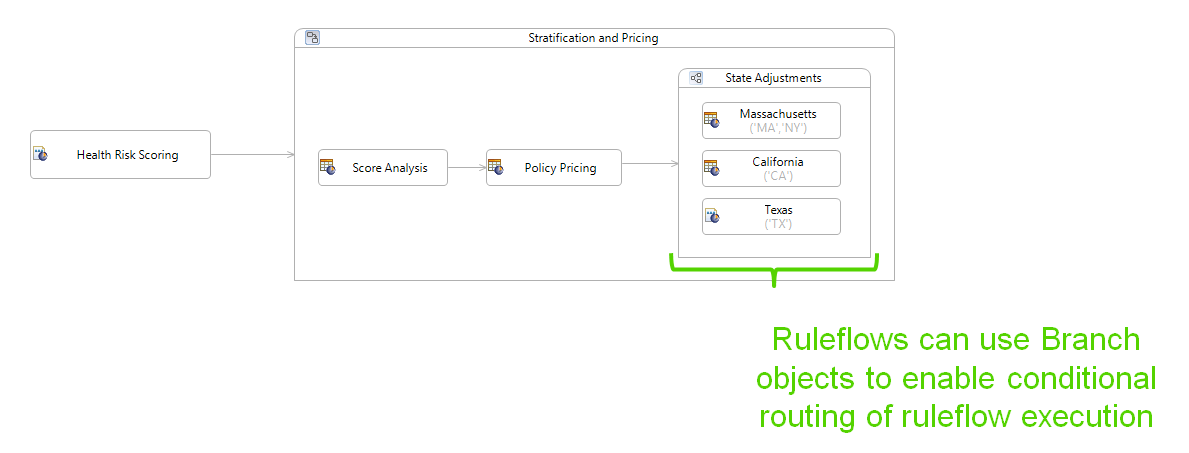 Stratification and Pricing
State Adjustments
Massachusetts
('MA','NY')
Health Risk Scoring
Score Analysis
Policy Pricing
California
('CA')
Texas
('TX')
Ruleflows can use Branch
objects to enable conditional
routing of ruleflow execution